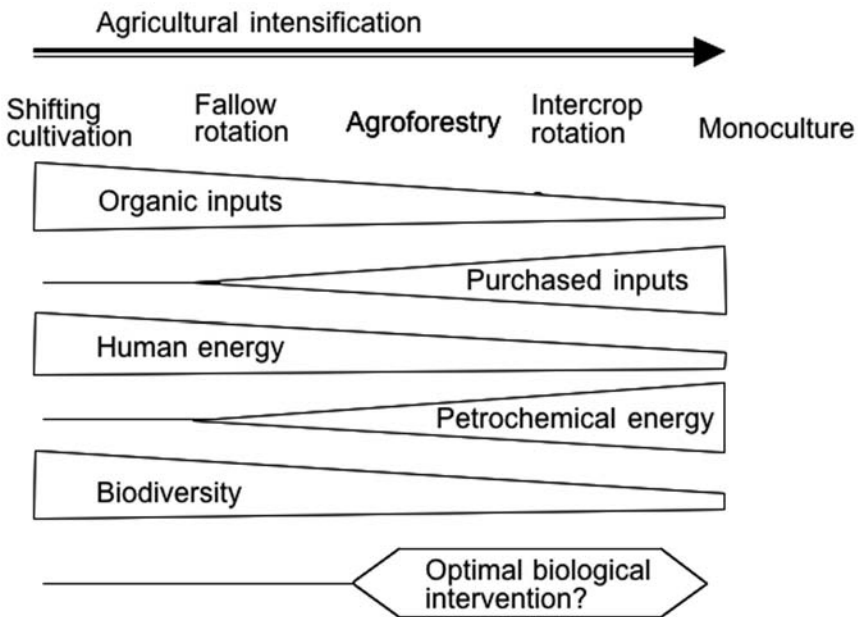 Agricultural intensification
Shifting
cultivation
Fallow
rotation
Agroforestry
Intercrop
rotation
Monoculture
Organic inputs
Purchased inputs
Human energy
Petrochemical energy
Biodiversity
Optimal biological
intervention?